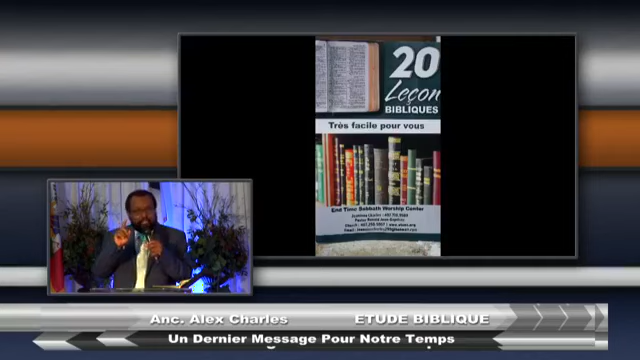 20
Leçon
BIBLIQUES
Très facile pour vous
End Time Sabbath Worship Center
Anc. Alex Charles
ETUDE BIBLIQUE
Un Dernier Message Pour Notre Temps